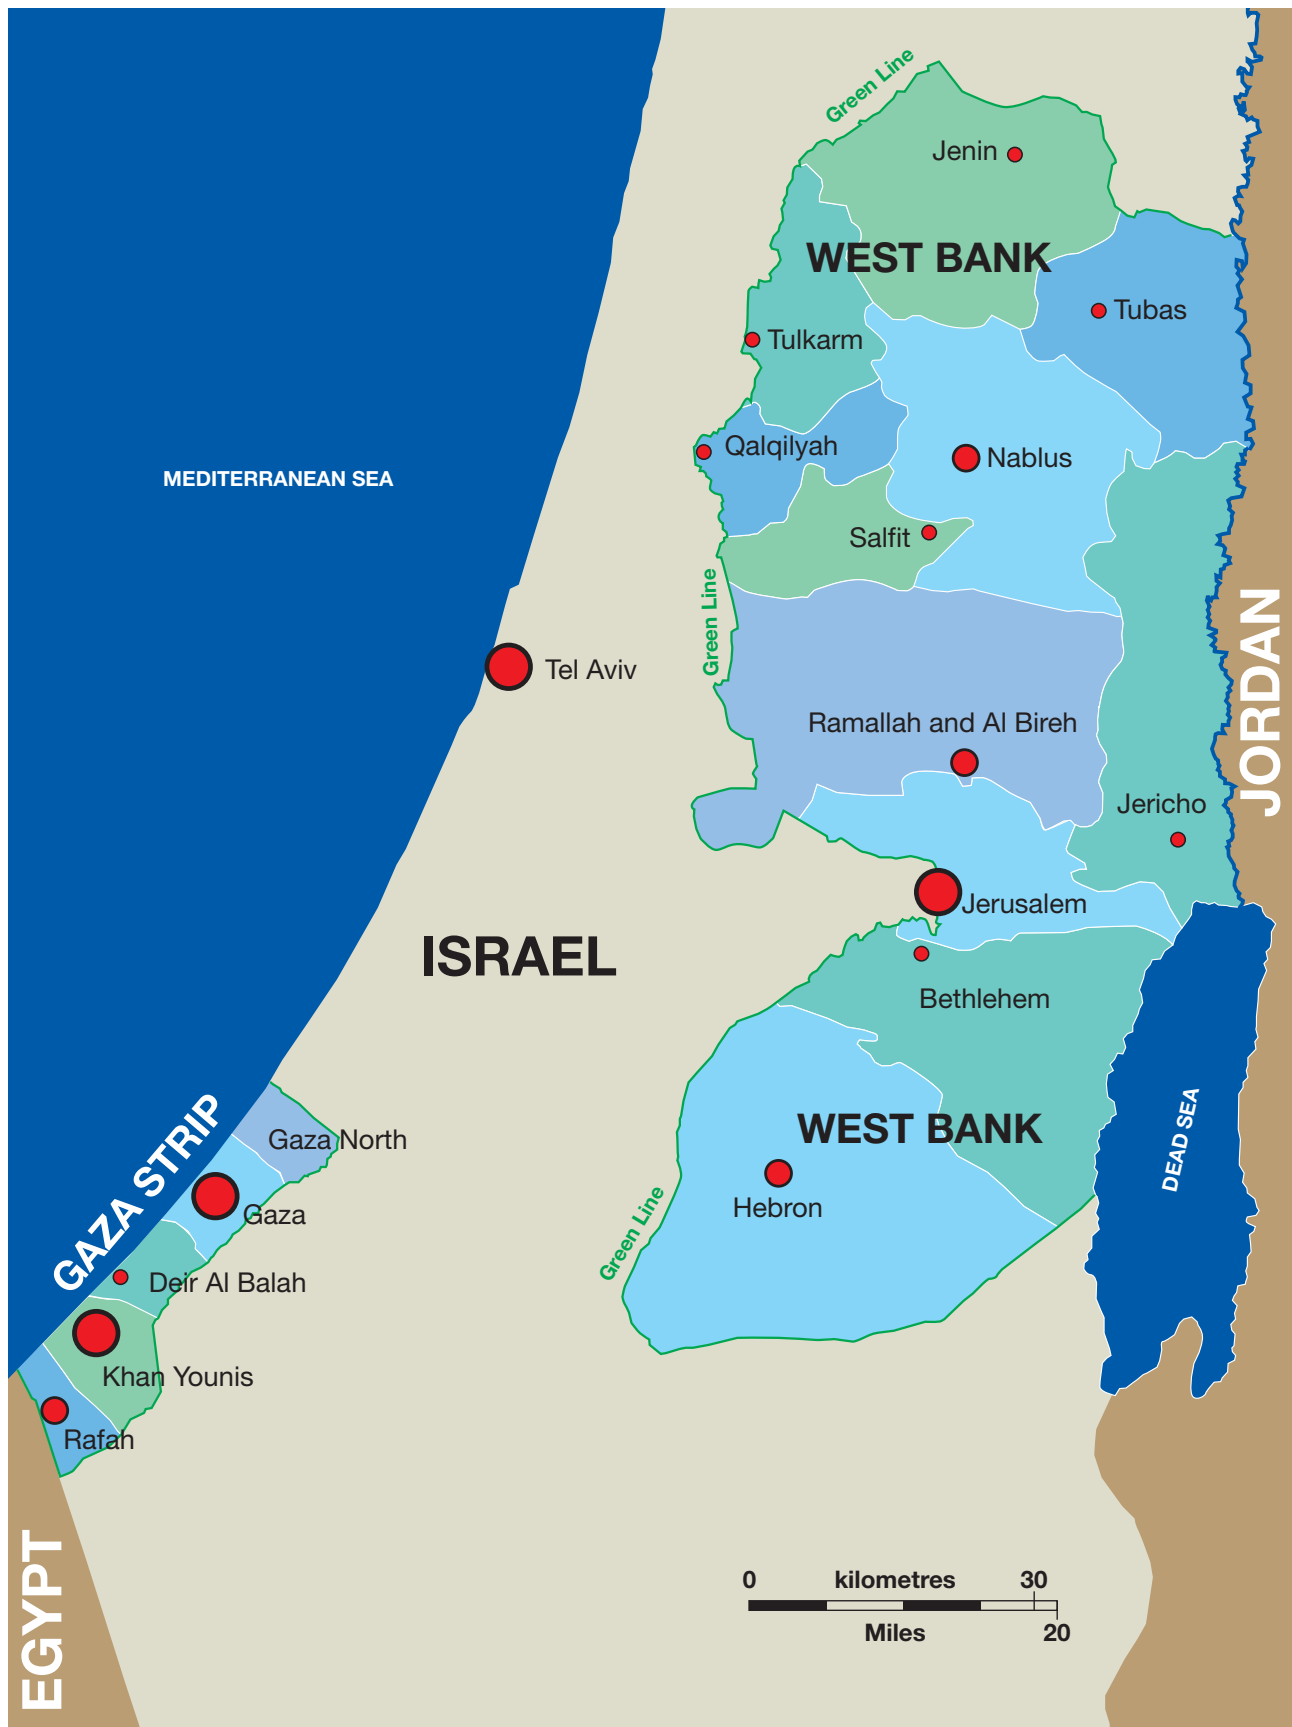 Green Line
Jenin
WEST BANK
Tubas
Tulkarm
Qalqilyah
Nablus
MEDITERRANEAN SEA
Salfit
Green Line
JORDAN
Tel Aviv
Ramallah and Al Bireh
Jericho
Jerusalem
ISRAEL
Bethlehem
WEST BANK
DEAD SEA
GAZA STRIP
Gaza North
Hebron
Gaza
Green Line
Deir Al Balah
Khan Younis
Rafah
EGYPT
0 kilometres 30
Miles 20